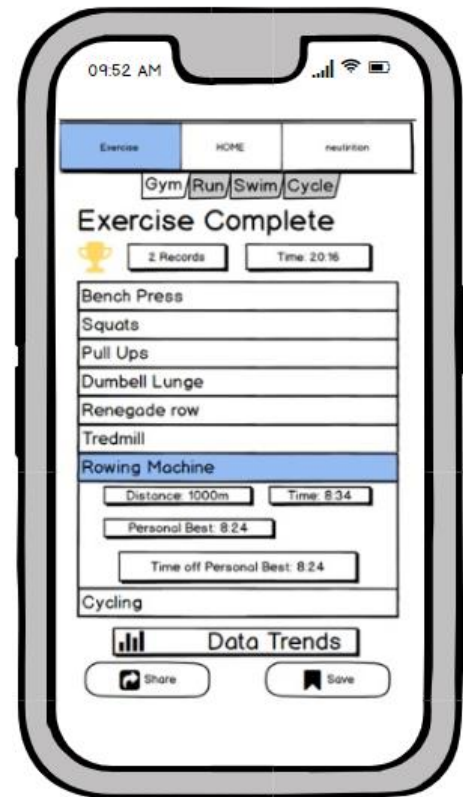 09:52 AM
Exercise HOME neutirition
Gym Run Swim Cycle
Exercise Complete
2 Records Time: 20:16
Bench Press
Squats
Pull Ups
Dumbell Lunge
Renegade row
Tredmill
Rowing Machine
Distance: 1000m Time: 8:34
Personal Best: 8:24
Time off Personal Best: 8:24
Cycling
Data Trends
Share Save